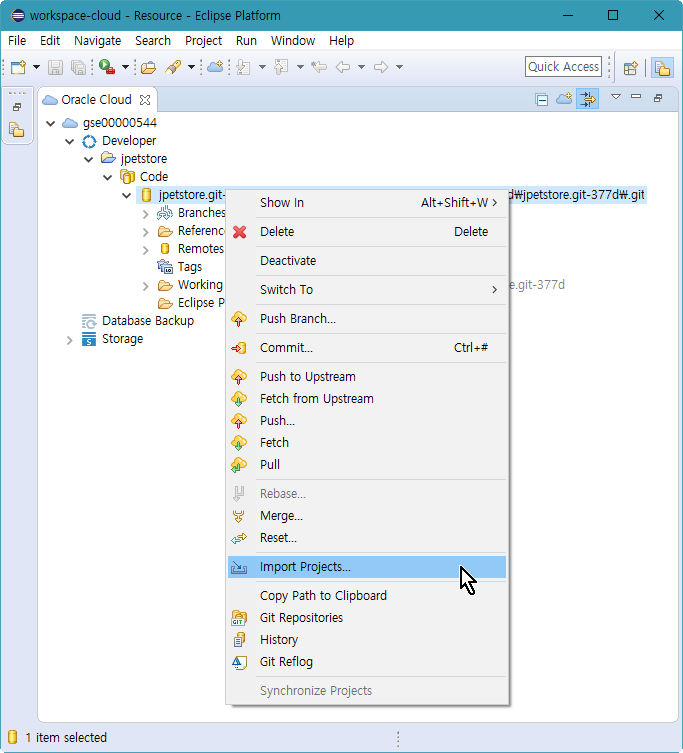 workspace-cloud - Resource - Eclipse Platform
File Edit Navigate Search Project Run Window Help
Quick Access
Oracle Cloud
gse00000544
Developer
jpetstore
Code
jpetstore.git- d₩jpetstore.git-377d₩.git
Branches
Referenc
Remotes
Tags
Working e.git-377d
Eclipse P
Database Backup
Storage
Show In Alt+Shift+W
Delete Delete
Deactivate
Switch To
Push Branch...
Commit... Ctrl+#
Push to Upstream
Fetch from Upstream
Push...
Fetch
Pull
Rebase...
Merge...
Reset...
Import Projects...
Copy Path to Clipboard
Git Repositories
History
Git Reflog
Synchronize Projects
1 item selected